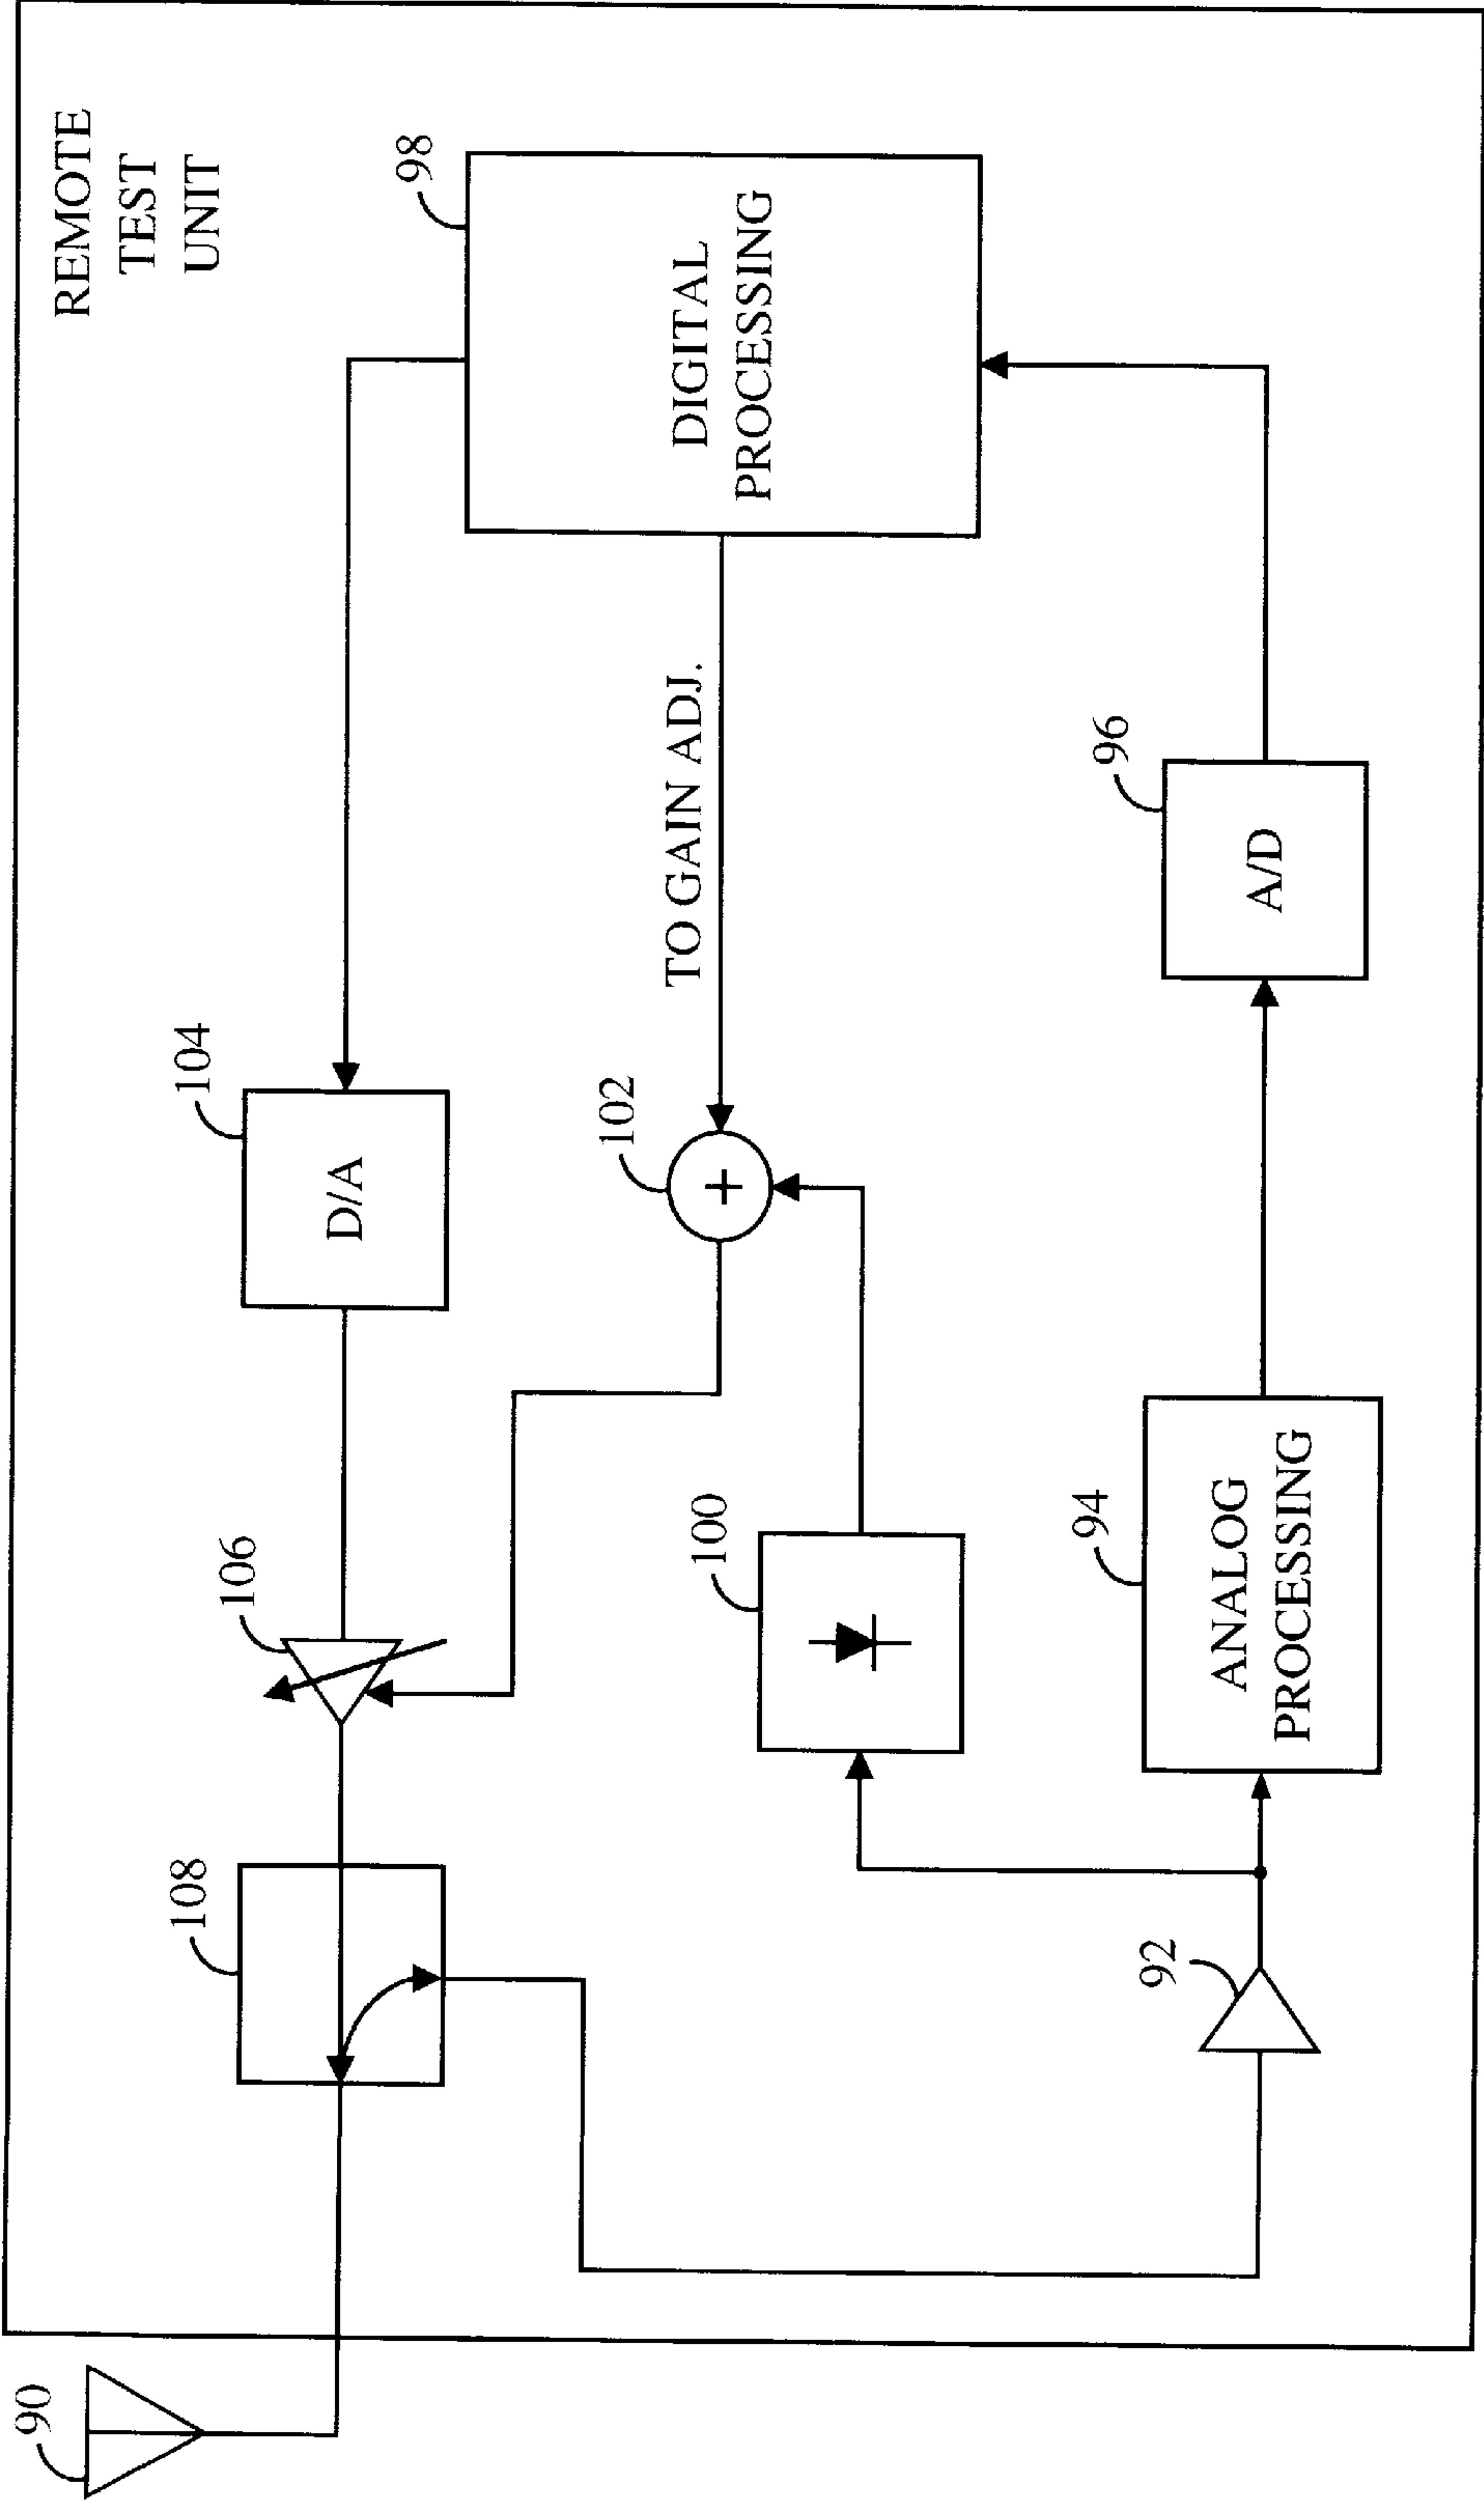 REMOTE
TEST
UNIT
90
108
106
104
98
D/A
102
TO GAIN ADJ.
DIGITAL
PROCESSING
+
100
92
94
96
ANALOG
PROCESSING
A/D